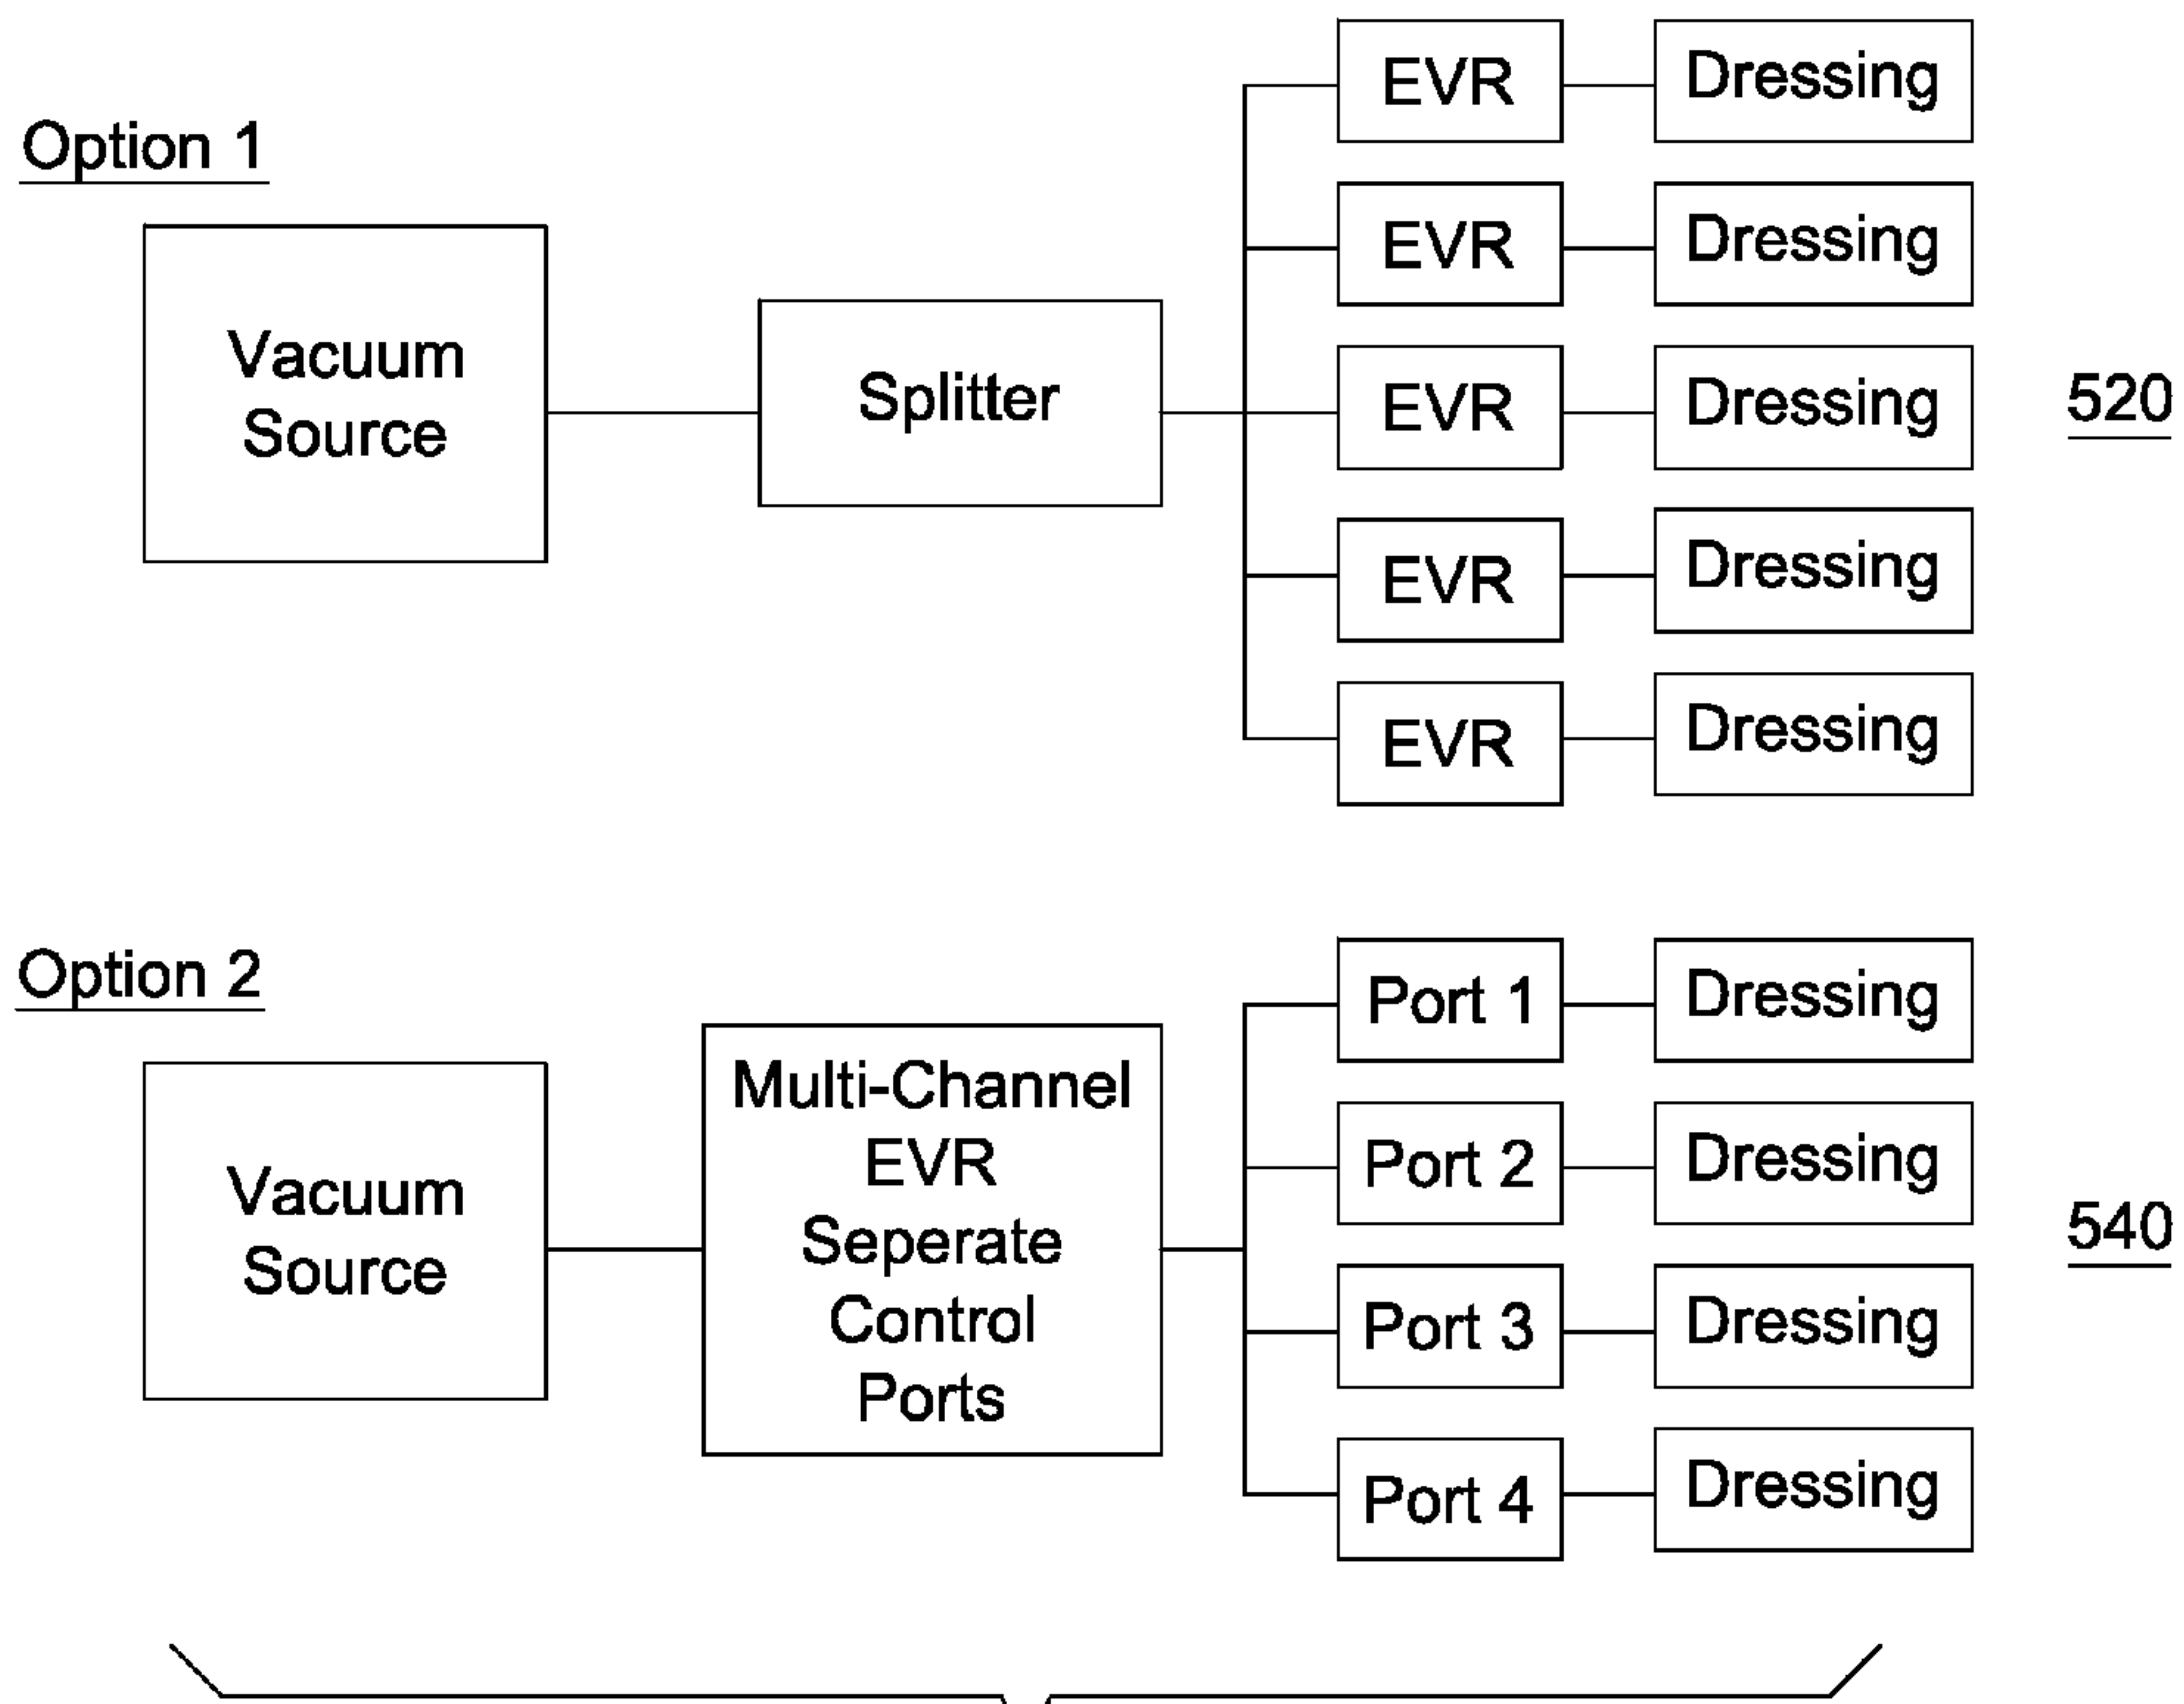 Option 1
Vacuum
Source
Splitter
EVR
Dressing
EVR
Dressing
EVR
Dressing
EVR
Dressing
EVR
Dressing
520
Option 2
Vacuum
Source
Multi-Channel
EVR
Seperate
Control
Ports
Port 1
Dressing
Port 2
Dressing
Port 3
Dressing
Port 4
Dressing
540